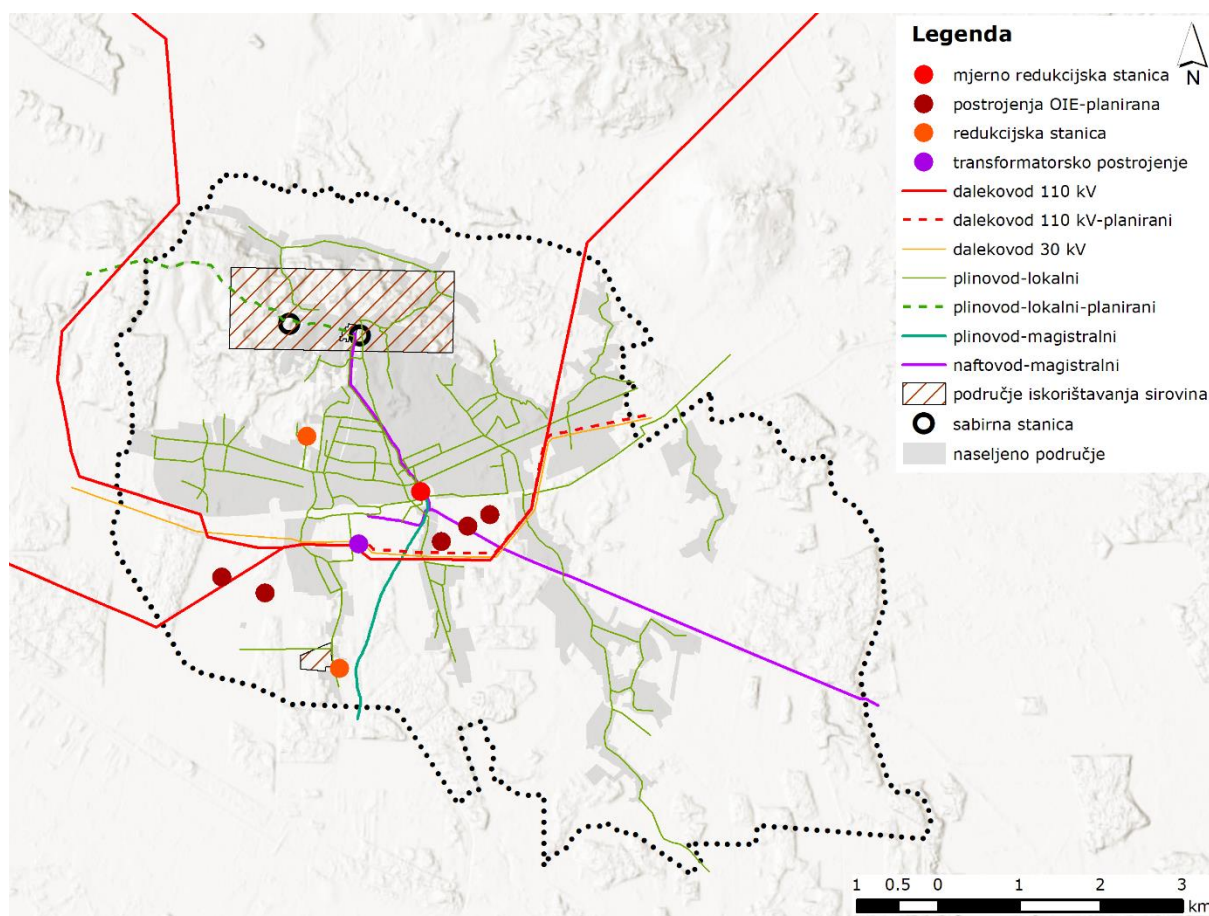 Legenda
N
mjerno redukcijska stanica
postrojenja OIE-planirana
redukcijska stanica
transformatorsko postrojenje
dalekovod 110 kV
dalekovod 110 kV-planirani
dalekovod 30 kV
plinovod-lokalni
plinovod-lokalni-planirani
plinovod-magistralni
naftovod-magistralni
područje iskorištavanja sirovina
sabirna stanica
naseljeno područje
1 0.5 0 1 2 3
km